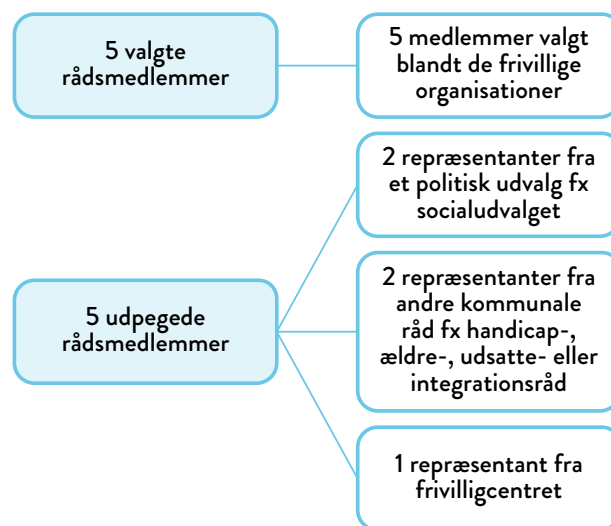 5 valgte
rådsmedlemmer
5 medlemmer valgt
blandt de frivillige
organisationer
5 udpegede
rådsmedlemmer
2 repræsentanter fra
et politisk udvalg fx
socialudvalget
2 repræsentanter fra
andre kommunale
råd fx handicap-,
ældre-, udsatte- eller
integrationsråd
1 repræsentant fra
frivilligcentret